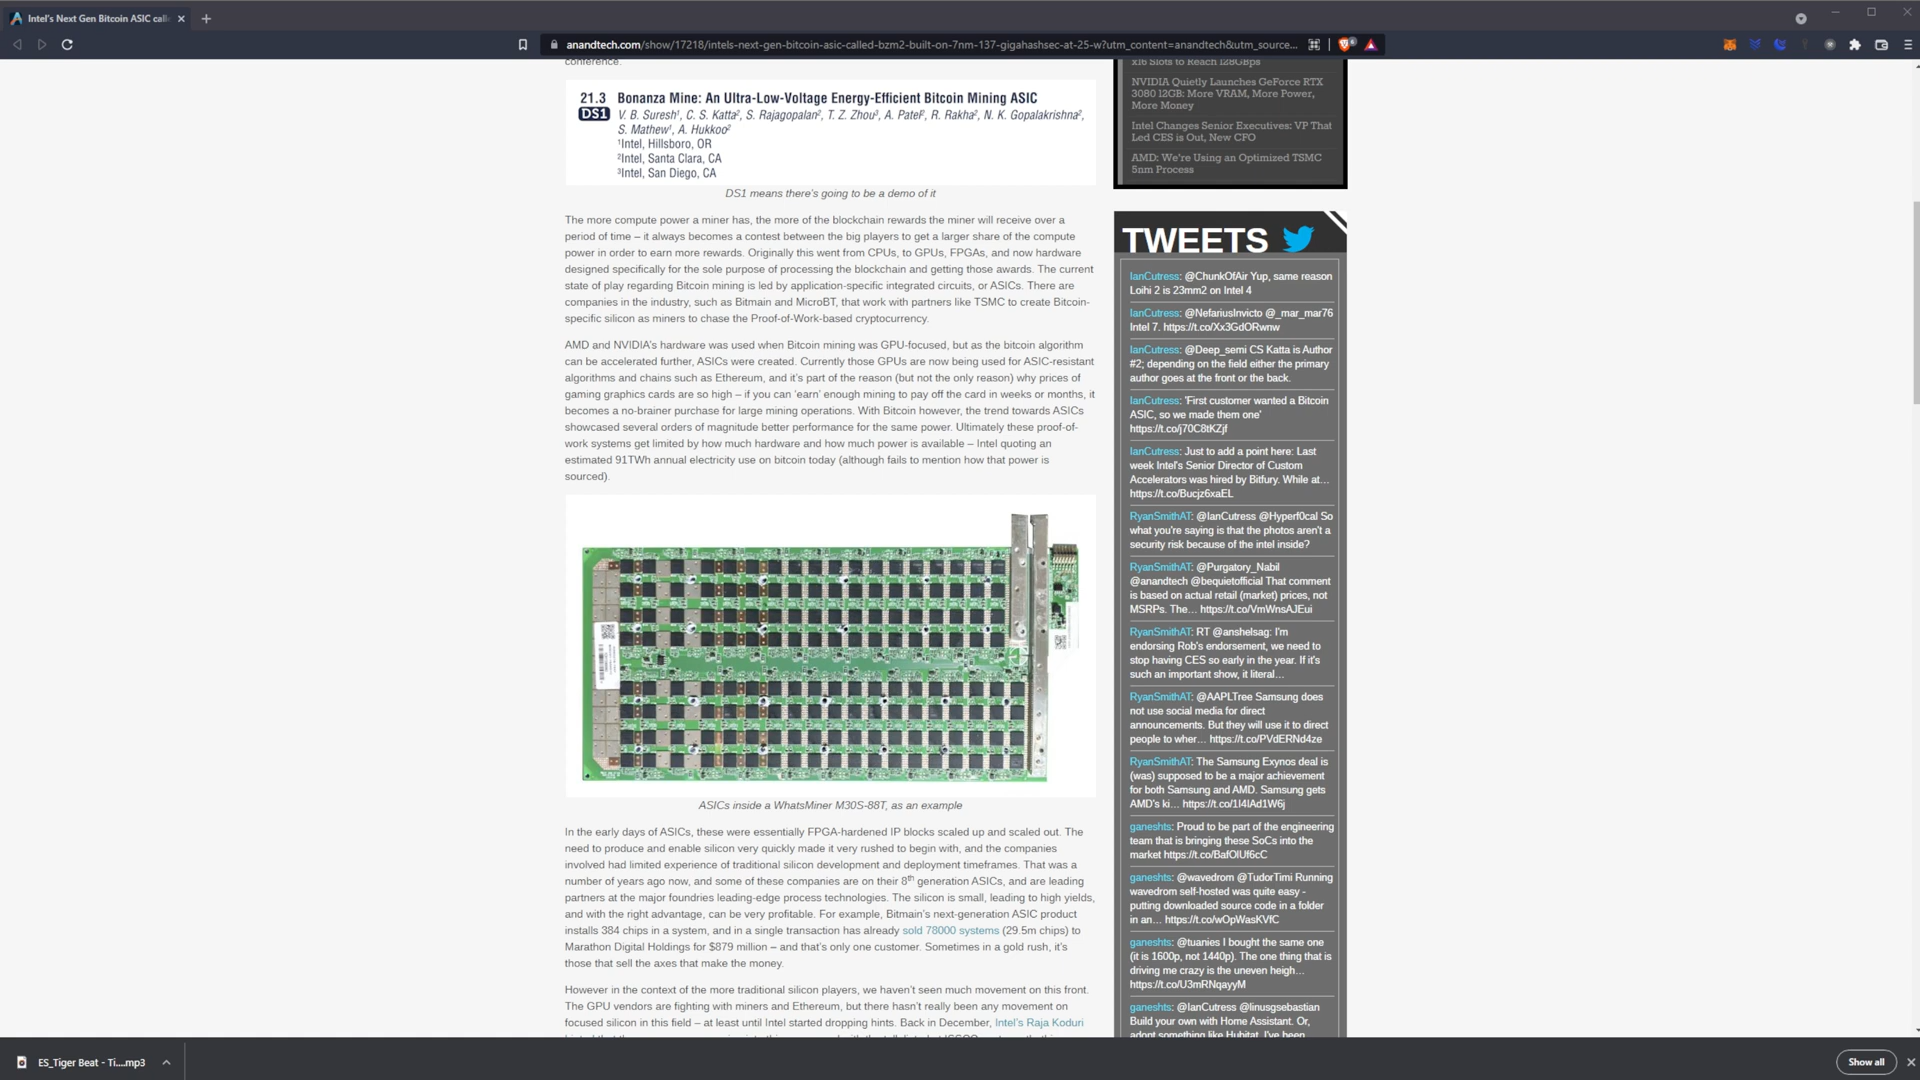 Intel's Next Gen Bitcoin ASIC call
anandtech.com/show/17218/intels-next-gen-bitcoin-asic-called-bzm2-built-on-7nm-137-gigahashsec-at-25-w?utm_content=anandtech&utm_source...
conference.
21.3 Bonanza Mine: An Ultra-Low-Voltage Energy-Efficient Bitcoin Mining ASIC
DS1 V. B. Suresh¹, C. S. Katta², S. Rajagopalan², T. Z. Zhou³, A. Patel², R. Rakha², N. K. Gopalakrishna²,
S. Mathew¹, A. Hukkoo²
¹Intel, Hillsboro, OR
²Intel, Santa Clara, CA
³Intel, San Diego, CA
DS1 means there's going to be a demo of it
The more compute power a miner has, the more of the blockchain rewards the miner will receive over a
period of time – it always becomes a contest between the big players to get a larger share of the compute
power in order to earn more rewards. Originally this went from CPUs, to GPUs, FPGAs, and now hardware
designed specifically for the sole purpose of processing the blockchain and getting those awards. The current
state of play regarding Bitcoin mining is led by application-specific integrated circuits, or ASICs. There are
companies in the industry, such as Bitmain and MicroBT, that work with partners like TSMC to create Bitcoin-
specific silicon as miners to chase the Proof-of-Work-based cryptocurrency.
AMD and NVIDIA's hardware was used when Bitcoin mining was GPU-focused, but as the bitcoin algorithm
can be accelerated further, ASICs were created. Currently those GPUs are now being used for ASIC-resistant
algorithms and chains such as Ethereum, and it's part of the reason (but not the only reason) why prices of
gaming graphics cards are so high – if you can 'earn' enough mining to pay off the card in weeks or months, it
becomes a no-brainer purchase for large mining operations. With Bitcoin however, the trend towards ASICs
showcased several orders of magnitude better performance for the same power. Ultimately these proof-of-
work systems get limited by how much hardware and how much power is available – Intel quoting an
estimated 91TWh annual electricity use on bitcoin today (although fails to mention how that power is
sourced).
ASICs inside a WhatsMiner M30S-88T, as an example
In the early days of ASICs, these were essentially FPGA-hardened IP blocks scaled up and scaled out. The
need to produce and enable silicon very quickly made it very rushed to begin with, and the companies
involved had limited experience of traditional silicon development and deployment timeframes. That was a
number of years ago now, and some of these companies are on their 8th generation ASICs, and are leading
partners at the major foundries leading-edge process technologies. The silicon is small, leading to high yields,
and with the right advantage, can be very profitable. For example, Bitmain's next-generation ASIC product
installs 384 chips in a system, and in a single transaction has already sold 78000 systems (29.5m chips) to
Marathon Digital Holdings for $879 million – and that's only one customer. Sometimes in a gold rush, it's
those that sell the axes that make the money.
However in the context of the more traditional silicon players, we haven't seen much movement on this front.
The GPU vendors are fighting with miners and Ethereum, but there hasn't really been any movement on
focused silicon in this field – at least until Intel started dropping hints. Back in December, Intel's Raja Koduri
x16 Slots to Reach 128GBps
NVIDIA Quietly Launches GeForce RTX
3080 12GB: More VRAM, More Power,
More Money
Intel Changes Senior Executives: VP That
Led CES is Out, New CFO
AMD: We're Using an Optimized TSMC
5nm Process
TWEETS
IanCutress: @ChunkOfAir Yup, same reason
Loihi 2 is 23mm2 on Intel 4
IanCutress: @NefariusInvicto @_mar_mar76
Intel 7. https://t.co/Xx3GdORwnw
IanCutress: @Deep_semi CS Katta is Author
#2; depending on the field either the primary
author goes at the front or the back.
IanCutress: 'First customer wanted a Bitcoin
ASIC, so we made them one'
https://t.co/j70C8tKZjf
IanCutress: Just to add a point here: Last
week Intel's Senior Director of Custom
Accelerators was hired by Bitfury. While at…
https://t.co/Bucjz6xaEL
RyanSmithAT: @IanCutress @Hyperf0cal So
what you're saying is that the photos aren't a
security risk because of the intel inside?
RyanSmithAT: @Purgatory_Nabil
@anandtech @bequietofficial That comment
is based on actual retail (market) prices, not
MSRPs. The… https://t.co/VmWnsAJEui
RyanSmithAT: RT @anshelsag: I'm
endorsing Rob's endorsement, we need to
stop having CES so early in the year. If it's
such an important show, it literal…
RyanSmithAT: @AAPLTree Samsung does
not use social media for direct
announcements. But they will use it to direct
people to wher… https://t.co/PVdERNd4ze
RyanSmithAT: The Samsung Exynos deal is
(was) supposed to be a major achievement
for both Samsung and AMD. Samsung gets
AMD's ki… https://t.co/1I4lAd1W6j
ganeshts: Proud to be part of the engineering
team that is bringing these SoCs into the
market https://t.co/BafOlUf6cC
ganeshts: @wavedrom @TudorTimi Running
wavedrom self-hosted was quite easy -
putting downloaded source code in a folder
in an… https://t.co/wOpWasKVfC
ganeshts: @tuanies I bought the same one
(it is 1600p, not 1440p). The one thing that is
driving me crazy is the uneven heigh…
https://t.co/U3mRNqayyM
ganeshts: @IanCutress @linusgsebastian
Build your own with Home Assistant. Or,
adopt something like Hubitat. I've been
ES_Tiger Beat - Ti....mp3
Show all